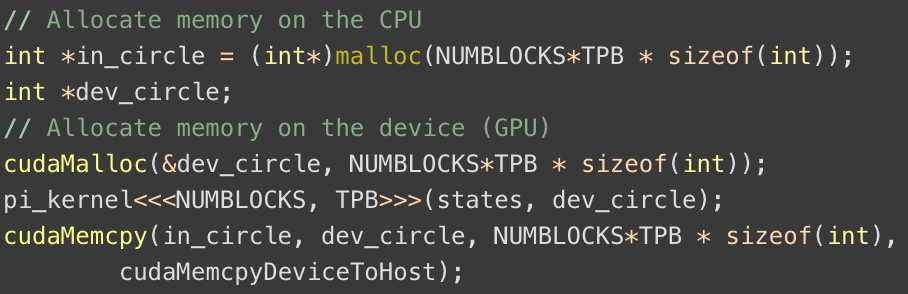 // Allocate memory on the CPU
int *in_circle = (int*)malloc(NUMBLOCKS*TPB * sizeof(int));
int *dev_circle;
// Allocate memory on the device (GPU)
cudaMalloc(&dev_circle, NUMBLOCKS*TPB * sizeof(int));
pi_kernel<<<NUMBLOCKS, TPB>>>(states, dev_circle);
cudaMemcpy(in_circle, dev_circle, NUMBLOCKS*TPB * sizeof(int),
        cudaMemcpyDeviceToHost);